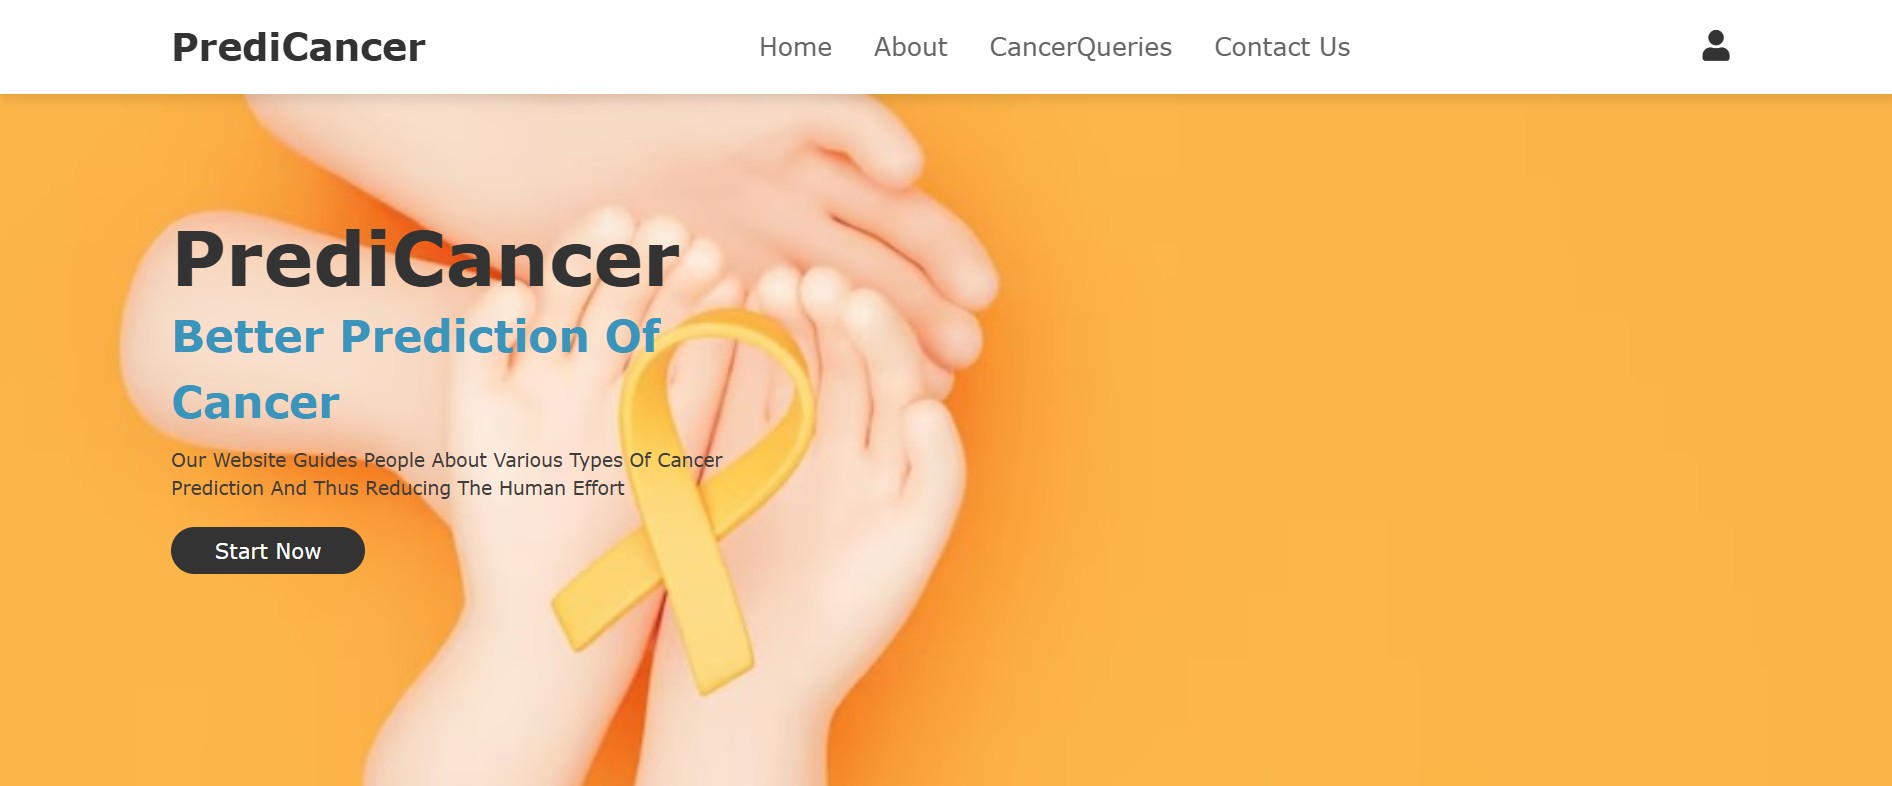 PrediCancer
Home About CancerQueries Contact Us
PrediCancer
Better Prediction Of
Cancer
Our Website Guides People About Various Types Of Cancer
Prediction And Thus Reducing The Human Effort
Start Now